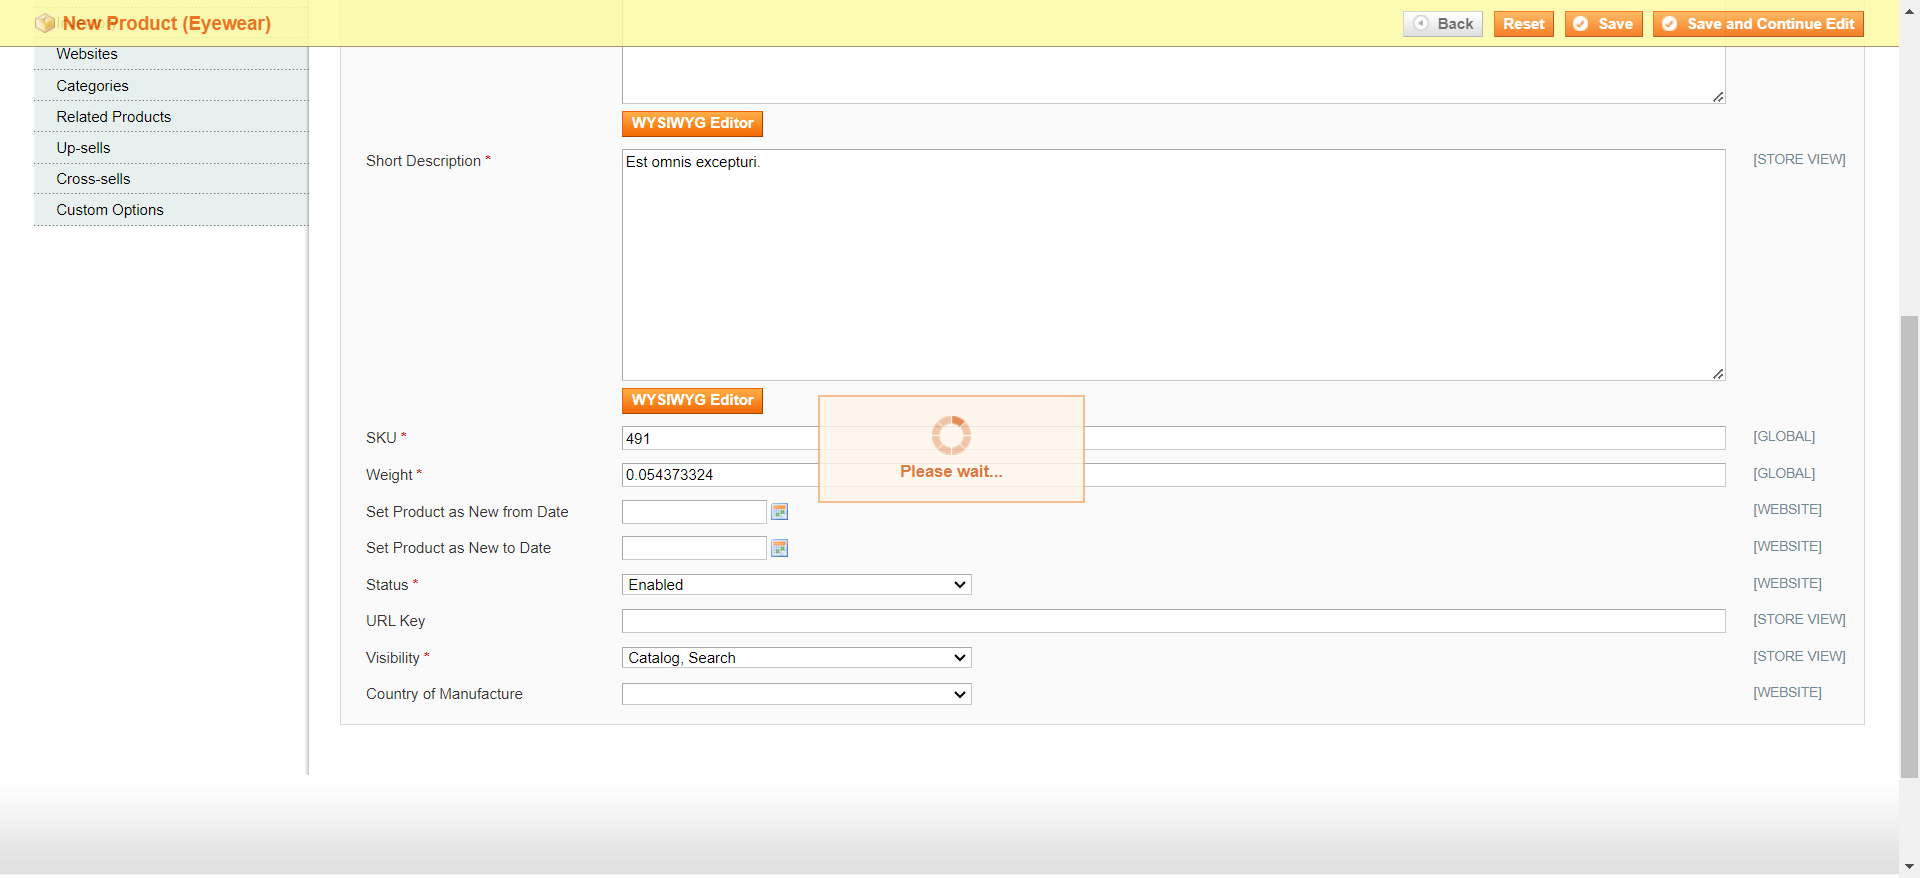 New Product (Eyewear)
Back
Reset
Save
Save and Continue Edit
Websites
Categories
Related Products
Up-sells
Cross-sells
Custom Options
WYSIWYG Editor
Short Description *
Est omnis excepturi.
[STORE VIEW]
WYSIWYG Editor
SKU *
491
[GLOBAL]
Weight *
0.054373324
[GLOBAL]
Please wait...
Set Product as New from Date
[WEBSITE]
Set Product as New to Date
[WEBSITE]
Status *
Enabled
[WEBSITE]
URL Key
[STORE VIEW]
Visibility *
Catalog, Search
[STORE VIEW]
Country of Manufacture
[WEBSITE]